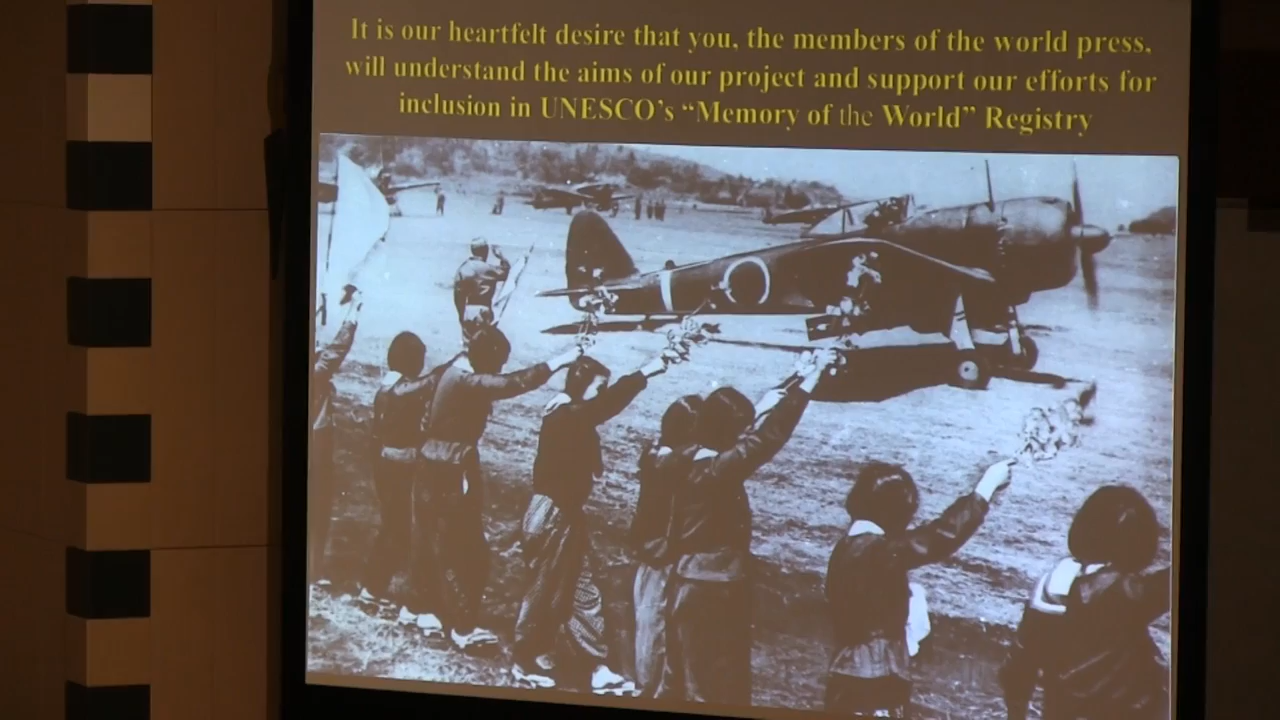 It is our heartfelt desire that you, the members of the world press,
will understand the aims of our project and support our efforts for
inclusion in UNESCO's “Memory of the World” Registry